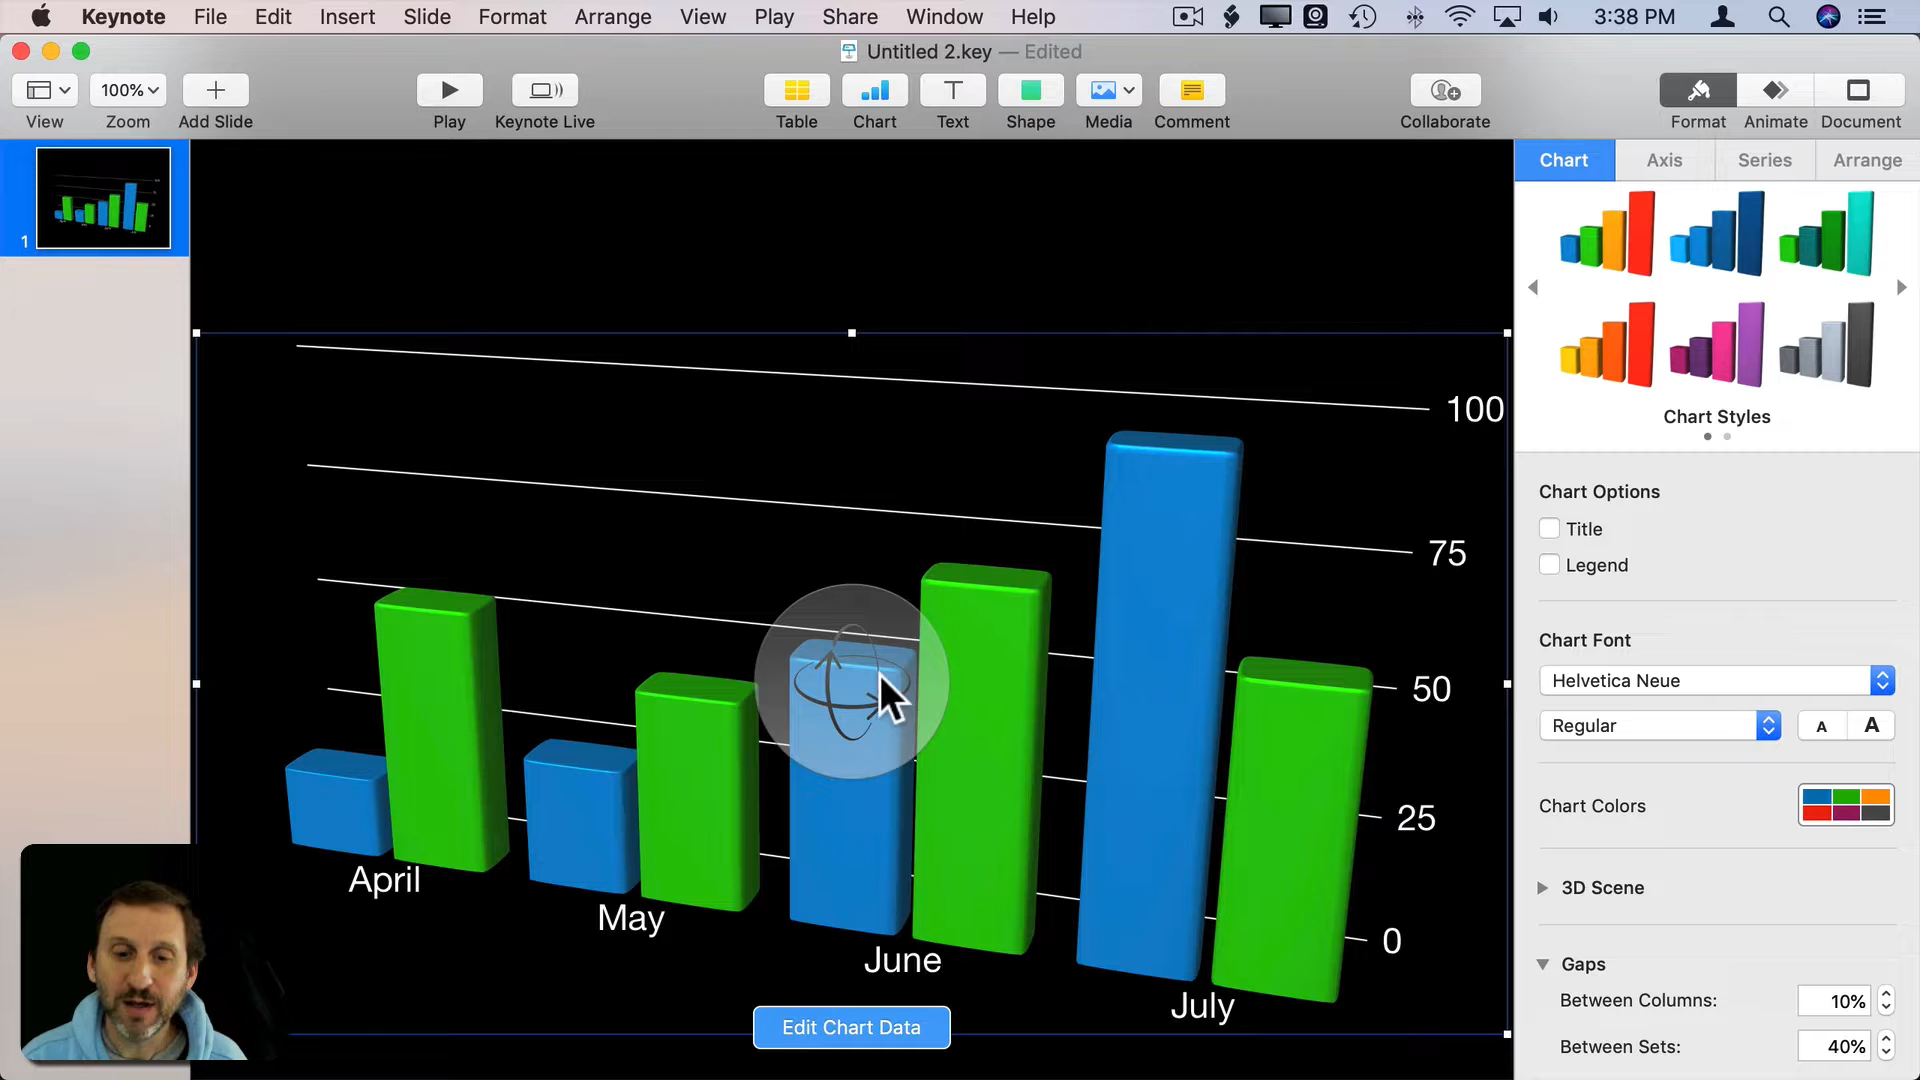 Keynote File Edit Insert Slide Format Arrange View Play Share Window Help 3:38 PM
Untitled 2.key — Edited
100%
View Zoom Add Slide Play Keynote Live Table Chart Text Shape Media Comment Collaborate Format Animate Document
Chart Axis Series Arrange
1
Chart Styles
100
75
50
25
0
April
May
June
July
Edit Chart Data
Chart Options
Title
Legend
Chart Font
Helvetica Neue
Regular A A
Chart Colors
3D Scene
Gaps
Between Columns: 10%
Between Sets: 40%